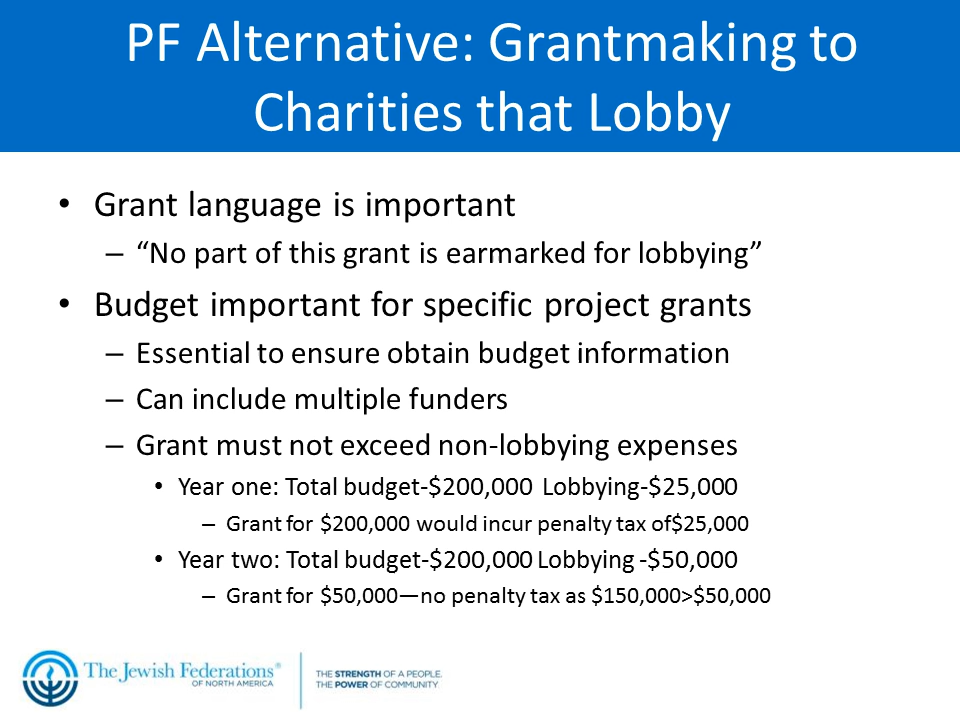 PF Alternative: Grantmaking to
Charities that Lobby
• Grant language is important
– “No part of this grant is earmarked for lobbying”
• Budget important for specific project grants
– Essential to ensure obtain budget information
– Can include multiple funders
– Grant must not exceed non-lobbying expenses
• Year one: Total budget-$200,000 Lobbying-$25,000
– Grant for $200,000 would incur penalty tax of$25,000
• Year two: Total budget-$200,000 Lobbying -$50,000
– Grant for $50,000—no penalty tax as $150,000>$50,000
The Jewish Federations®
OF NORTH AMERICA
THE STRENGTH OF A PEOPLE.
THE POWER OF COMMUNITY